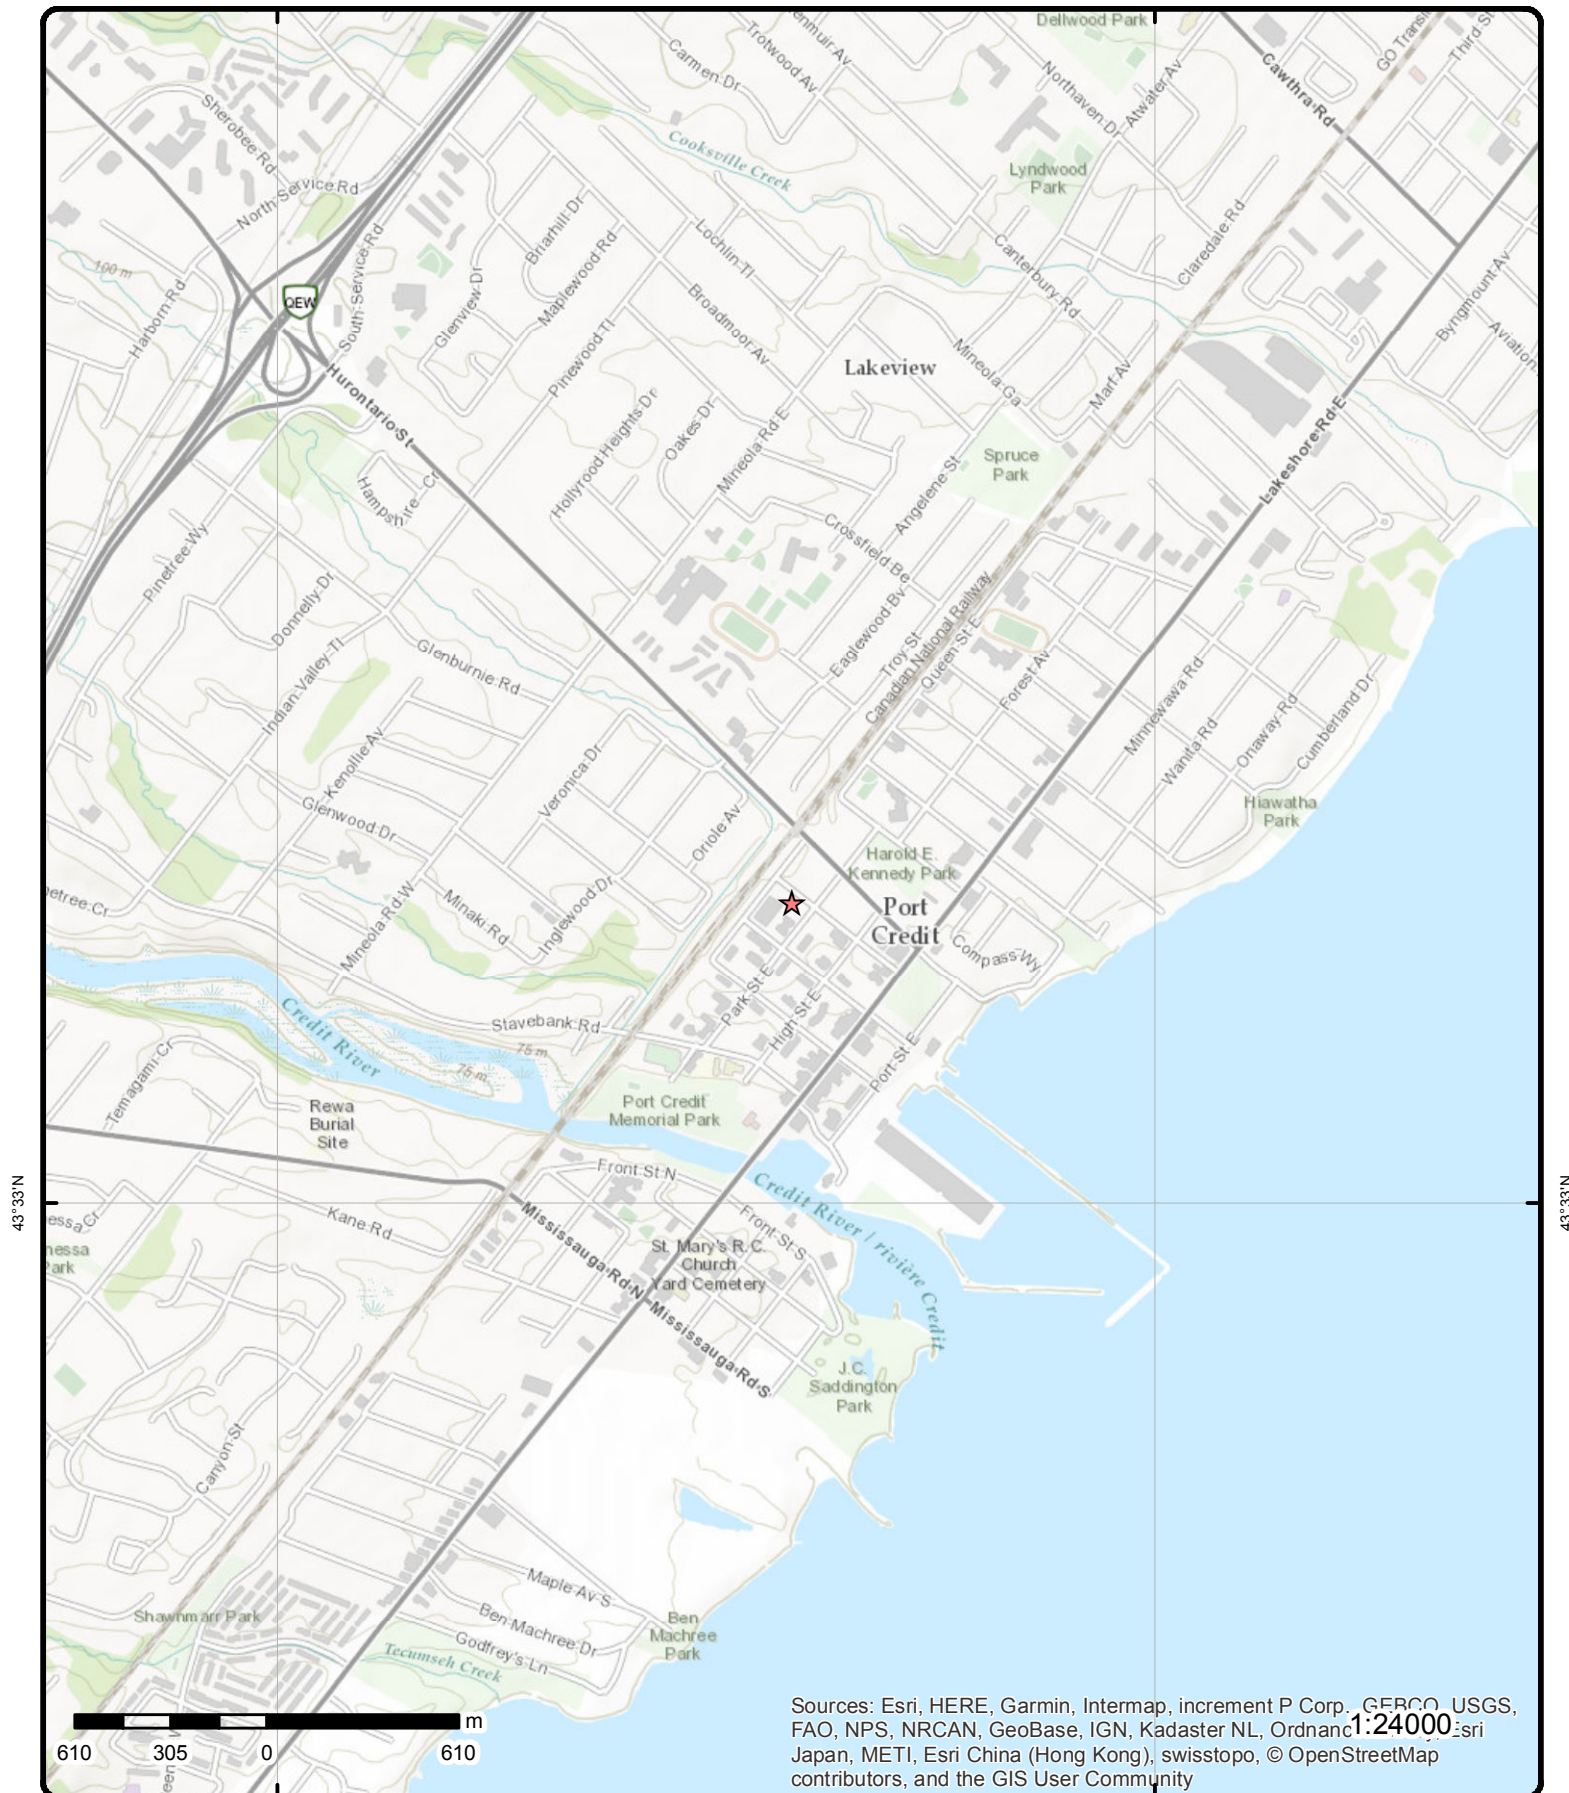 Dellwood Park
Trotwood Av
Carmen Dr
Cawthra Rd
Third St
Northaven Dr
Atwater Av
Sherobee Rd
Cooksville Creek
Lyndwood
Park
North Service Rd
Briarhill Dr
Maplewood Rd
Lochlin Tl
Canterbury Rd
Claredale Rd
100 m
Harborn Rd
QEW
South Service Rd
Glenview Dr
Broadmoor Av
Byngmount Av
Aviation
Pinewood Tl
Lakeview
Mineola Ga
Marf Av
Hurontario St
Hollyrood Heights Dr
Oakes Dr
Mineola Rd E
Lakeshore Rd E
Spruce
Park
Hampshire Cr
Angelene St
Crossfield Be
Pinetree Wy
Donnelly Dr
Eaglewood Bv
Troy St
Canadian National Railway
Queen St E
Forest Av
Indian Valley Tl
Glenburnie Rd
Minnewawa Rd
Wanita Rd
Onaway Rd
Cumberland Dr
Kenollie Av
Veronica Dr
Glenwood Dr
Oriole Av
Hiawatha
Park
Harold E.
Kennedy Park
etree Cr
Mineola Rd W
Minaki Rd
Inglewood Dr
Port
Credit
Compass Wy
Park St E
High St E
Credit River
Stavebank Rd
75 m
75 m
Port St E
Temagami Cr
Rewa
Burial
Site
Port Credit
Memorial Park
Front St N
43°33'N
43°33'N
Credit River / rivière Credit
essa Cr
Kane Rd
Mississauga Rd N
Front St S
nessa
Park
St. Mary's R.C.
Church
Yard Cemetery
Mississauga Rd S
J.C.
Saddington
Park
Canyon St
Maple Av S
Shawnmarr Park
Ben Machree Dr
Ben
Machree
Park
Godfrey's Ln
Tecumseh Creek
m
610 305 0 610
1:24000
Sources: Esri, HERE, Garmin, Intermap, increment P Corp., GEBCO, USGS,
FAO, NPS, NRCAN, GeoBase, IGN, Kadaster NL, Esri
Japan, METI, Esri China (Hong Kong), swisstopo, © OpenStreetMap
contributors, and the GIS User Community